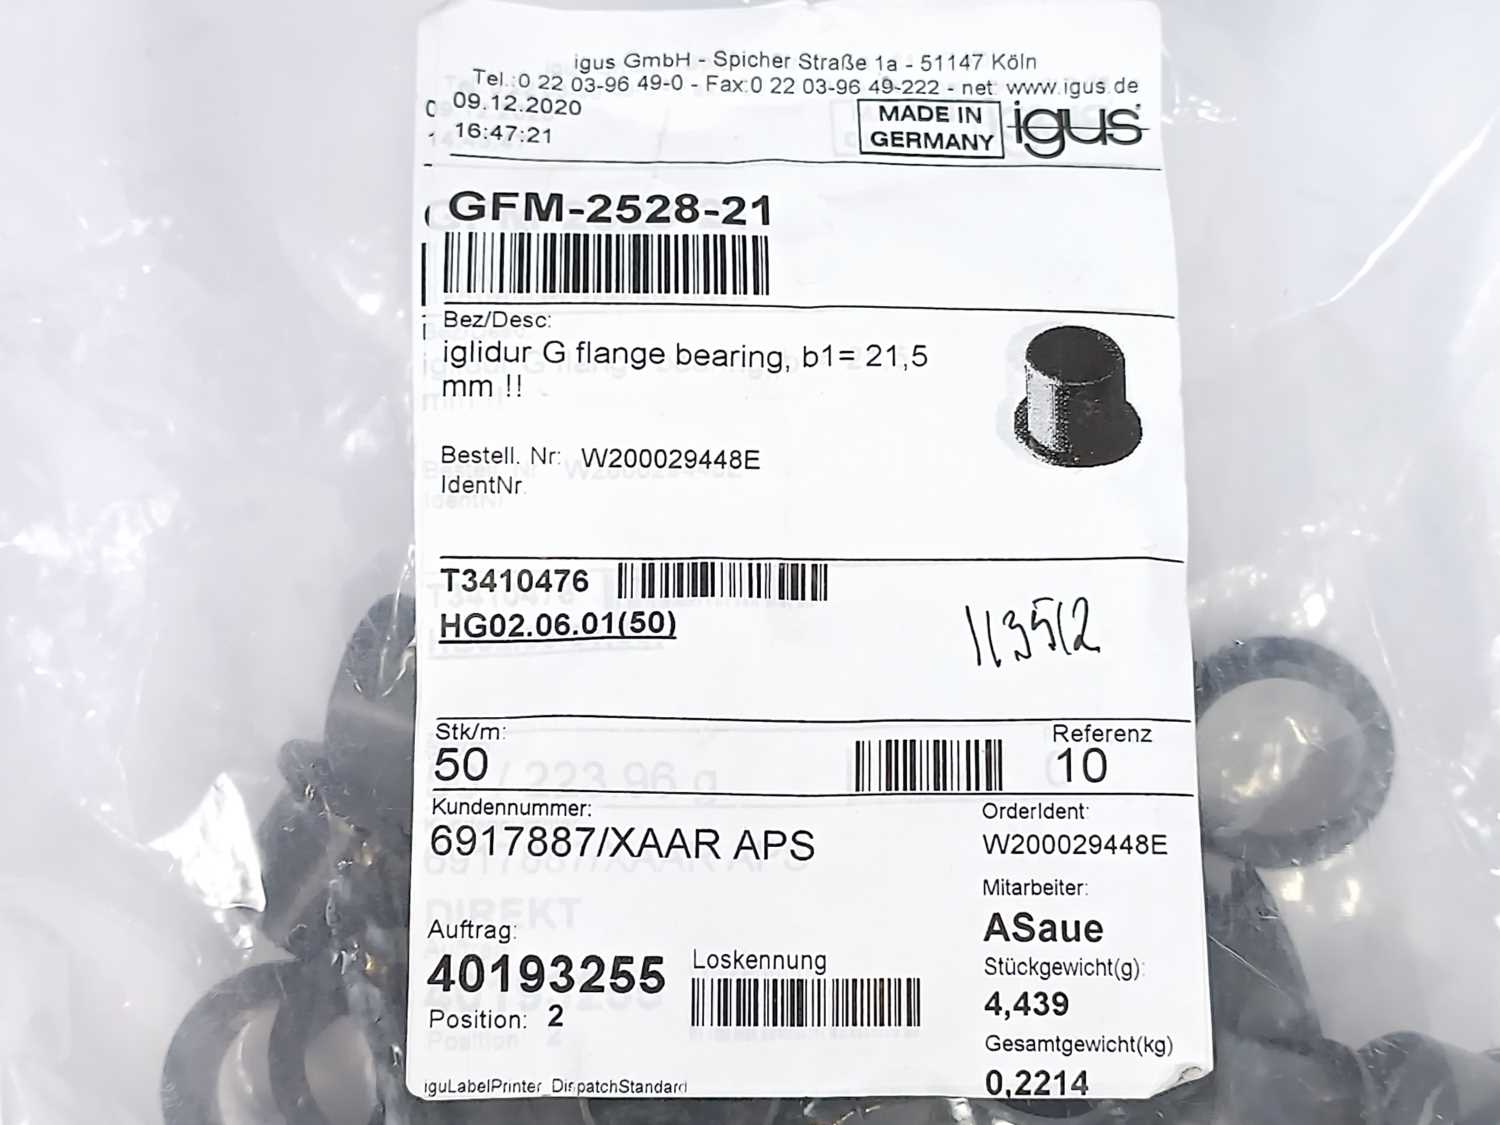 igus GmbH - Spicher Straße 1a - 51147 Köln
Tel.:0 22 03-96 49-0 - Fax:0 22 03-96 49-222 - net: www.igus.de
09.12.2020
16:47:21
MADE IN
GERMANY
igus
GFM-2528-21
Bez/Desc:
iglidur G flange bearing, b1= 21,5
mm !!
Bestell. Nr: W200029448E
IdentNr.
T3410476
HG02.06.01(50)
113512
Stk/m:
50
Referenz
10
Kundennummer:
6917887/XAAR APS
OrderIdent:
W200029448E
Mitarbeiter:
ASaue
Auftrag:
40193255
Loskennung
Position: 2
Stückgewicht(g):
4,439
Gesamtgewicht(kg)
0,2214
iguLabelPrinter DispatchStandard